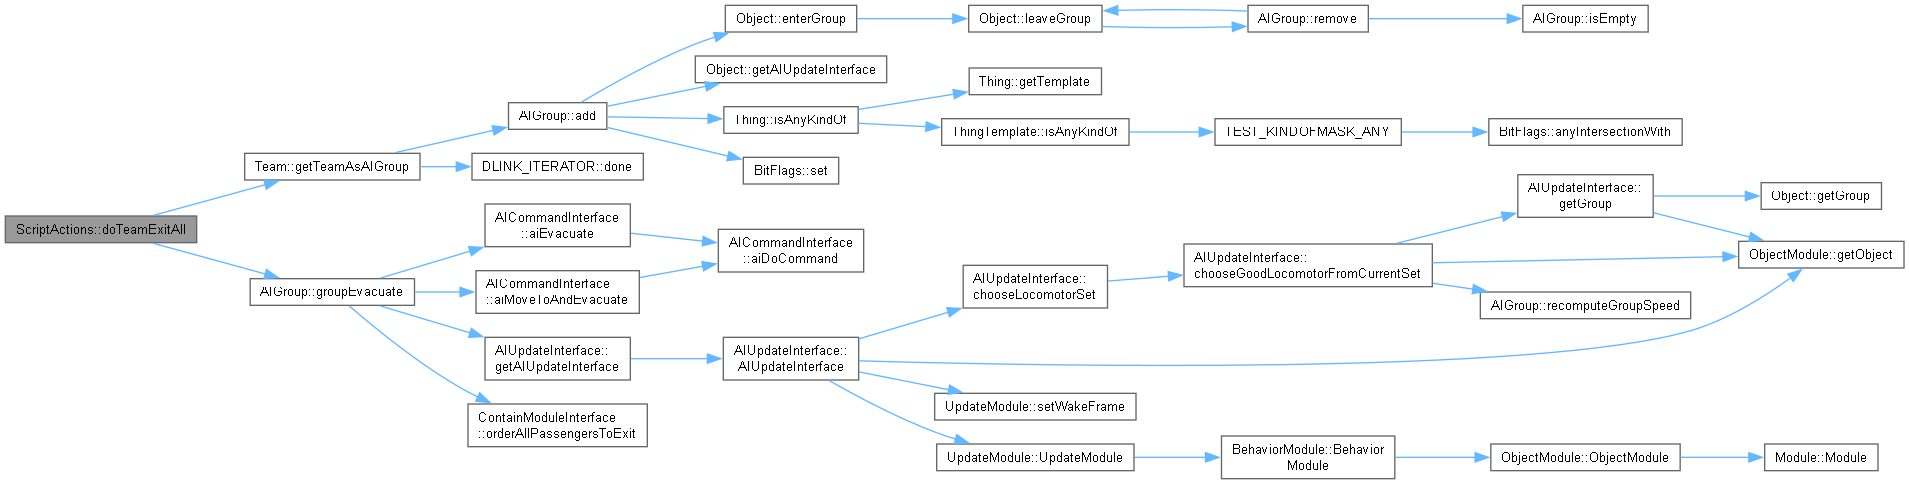 ScriptActions::doTeamExitAll
Team::getTeamAsAIGroup
AIGroup::add
Object::enterGroup
Object::leaveGroup
AIGroup::remove
AIGroup::isEmpty
Object::getAIUpdateInterface
Thing::isAnyKindOf
Thing::getTemplate
ThingTemplate::isAnyKindOf
TEST_KINDOFMASK_ANY
BitFlags::anyIntersectionWith
BitFlags::set
DLINK_ITERATOR::done
AIGroup::groupEvacuate
AICommandInterface
::aiEvacuate
AICommandInterface
::aiDoCommand
AICommandInterface
::aiMoveToAndEvacuate
AIUpdateInterface::
getAIUpdateInterface
AIUpdateInterface::
AIUpdateInterface
AIUpdateInterface::
chooseLocomotorSet
AIUpdateInterface::
chooseGoodLocomotorFromCurrentSet
AIUpdateInterface::
getGroup
Object::getGroup
ObjectModule::getObject
AIGroup::recomputeGroupSpeed
UpdateModule::setWakeFrame
UpdateModule::UpdateModule
BehaviorModule::Behavior
Module
ObjectModule::ObjectModule
Module::Module
ContainModuleInterface
::orderAllPassengersToExit